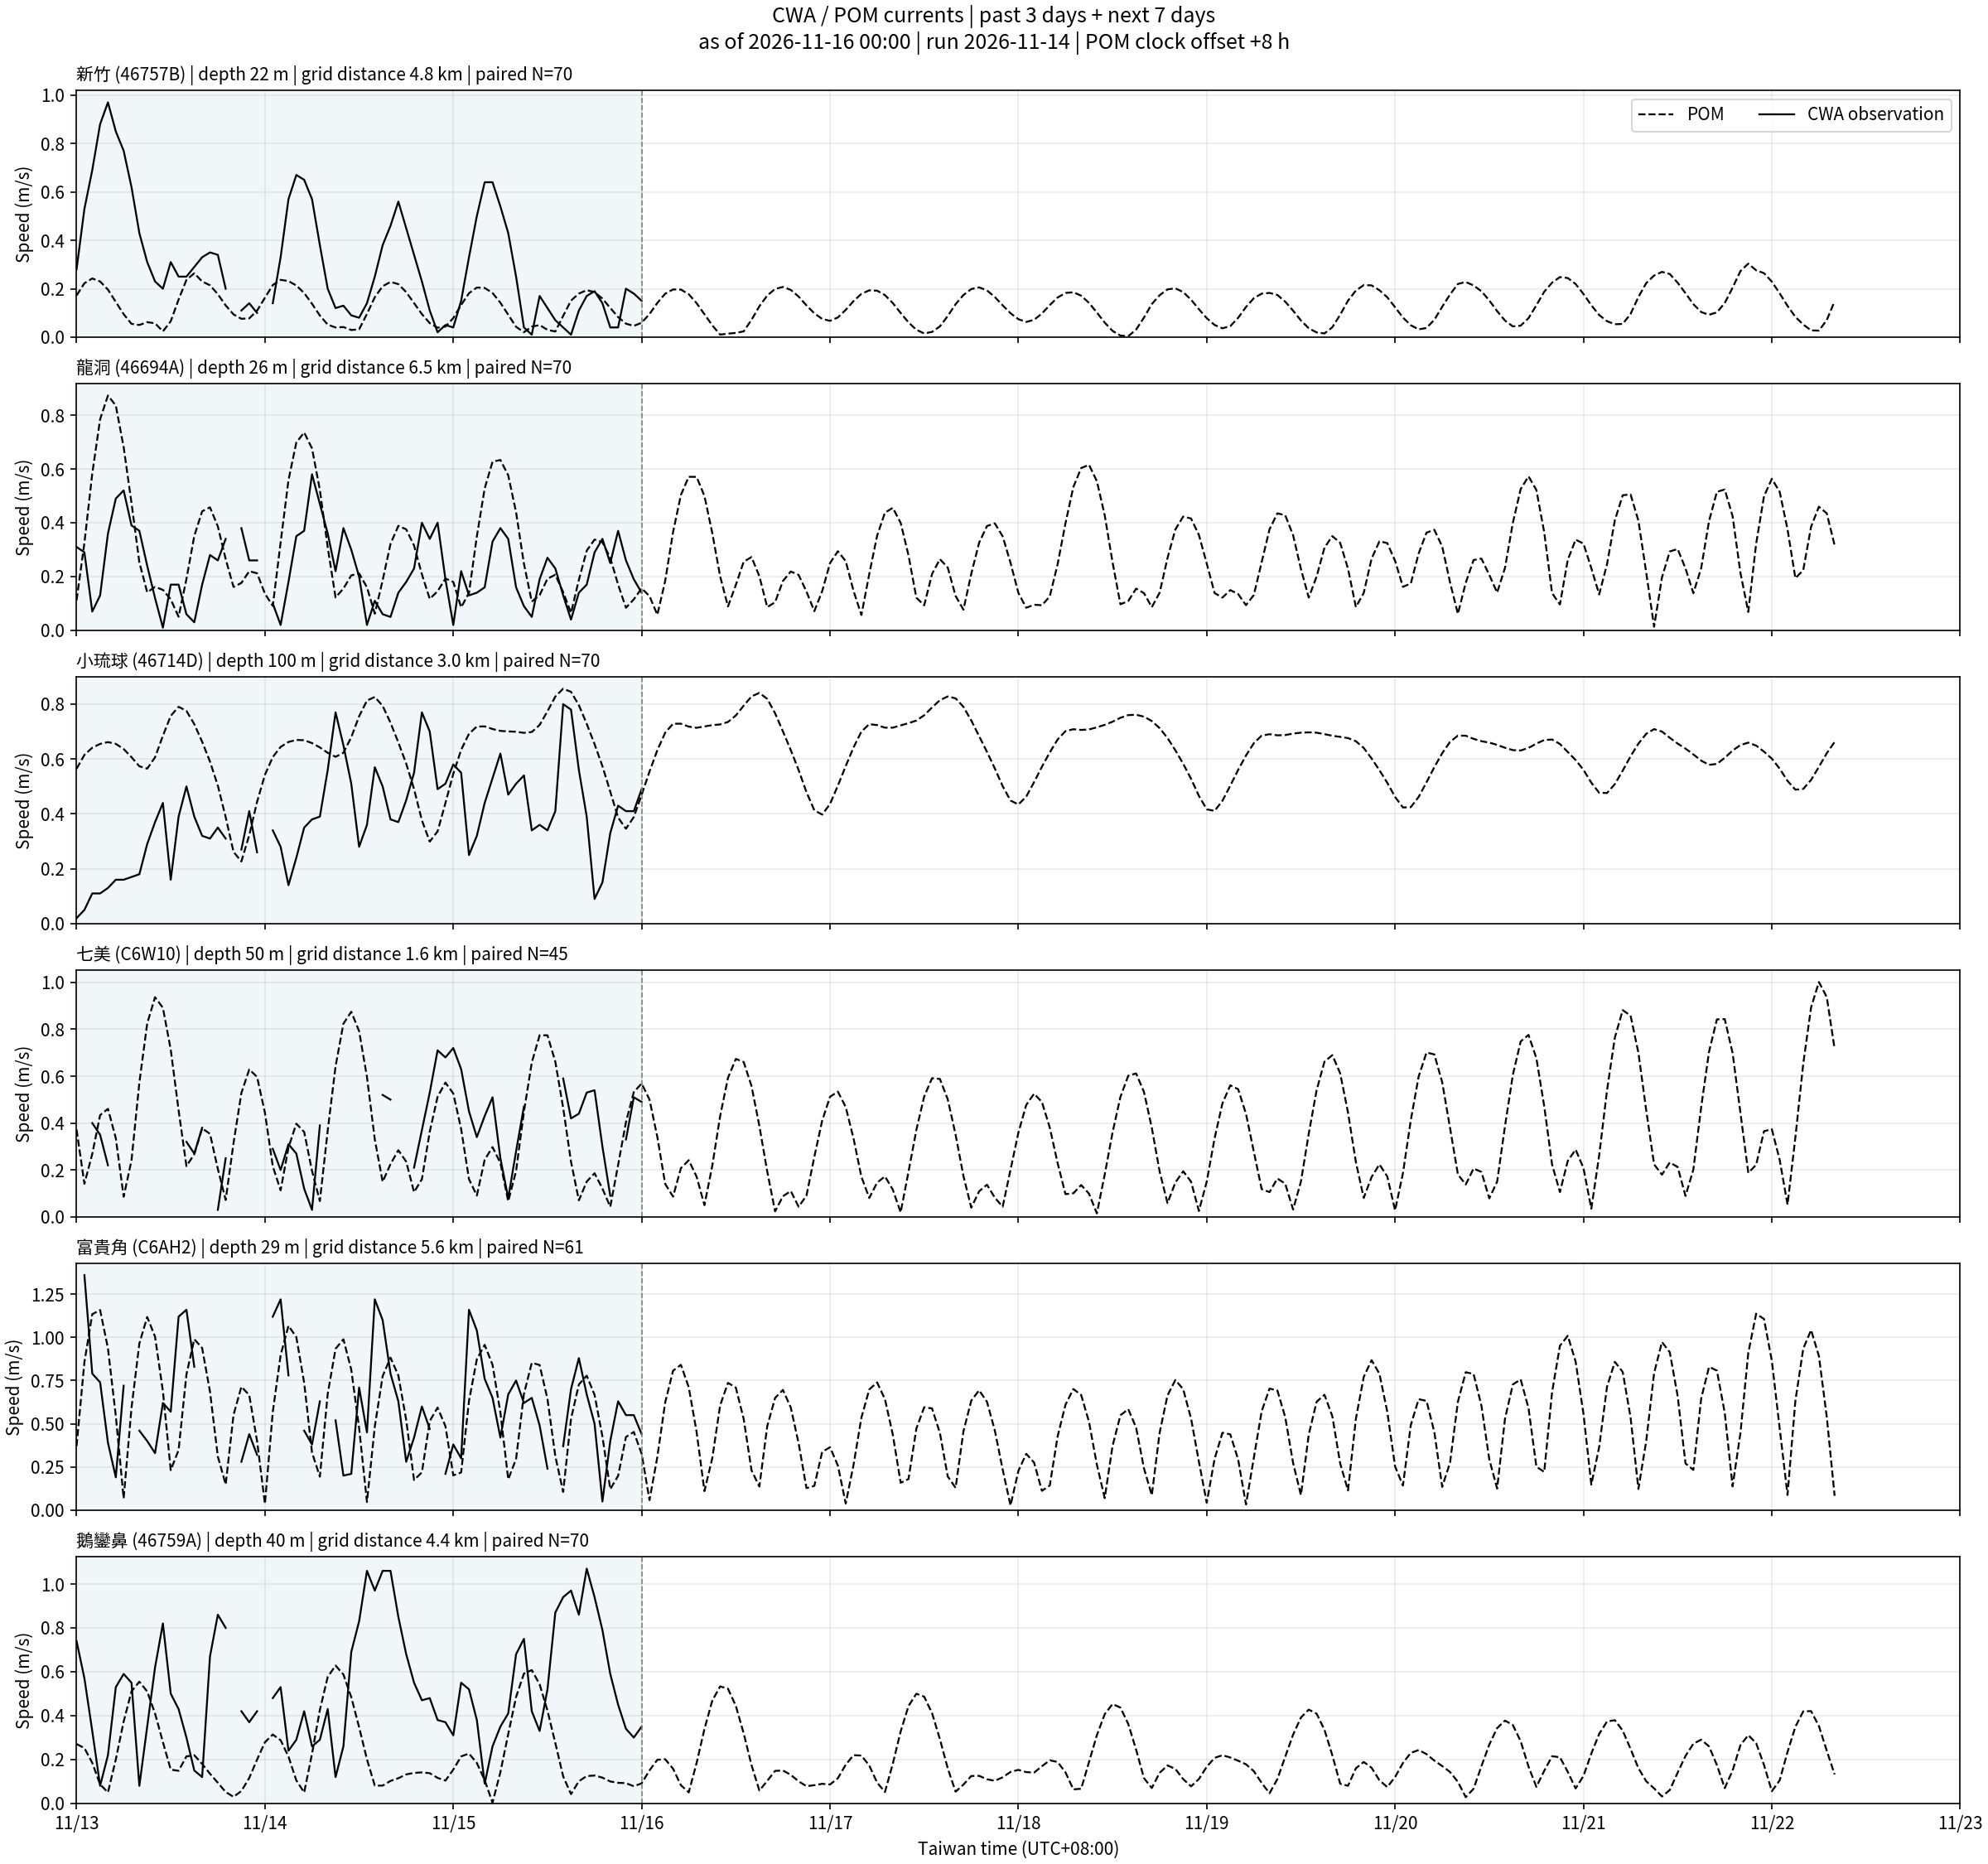 CWA / POM currents | past 3 days + next 7 days
as of 2026-11-16 00:00 | run 2026-11-14 | POM clock offset +8 h
新竹 (46757B) | depth 22 m | grid distance 4.8 km | paired N=70
POM
CWA observation
Speed (m/s)
1.0
0.8
0.6
0.4
0.2
0.0
龍洞 (46694A) | depth 26 m | grid distance 6.5 km | paired N=70
Speed (m/s)
0.8
0.6
0.4
0.2
0.0
小琉球 (46714D) | depth 100 m | grid distance 3.0 km | paired N=70
Speed (m/s)
0.8
0.6
0.4
0.2
0.0
七美 (C6W10) | depth 50 m | grid distance 1.6 km | paired N=45
Speed (m/s)
1.0
0.8
0.6
0.4
0.2
0.0
富貴角 (C6AH2) | depth 29 m | grid distance 5.6 km | paired N=61
Speed (m/s)
1.25
1.00
0.75
0.50
0.25
0.00
鵝鑾鼻 (46759A) | depth 40 m | grid distance 4.4 km | paired N=70
Speed (m/s)
1.0
0.8
0.6
0.4
0.2
0.0
11/13 11/14 11/15 11/16 11/17 11/18 11/19 11/20 11/21 11/22 11/23
Taiwan time (UTC+08:00)